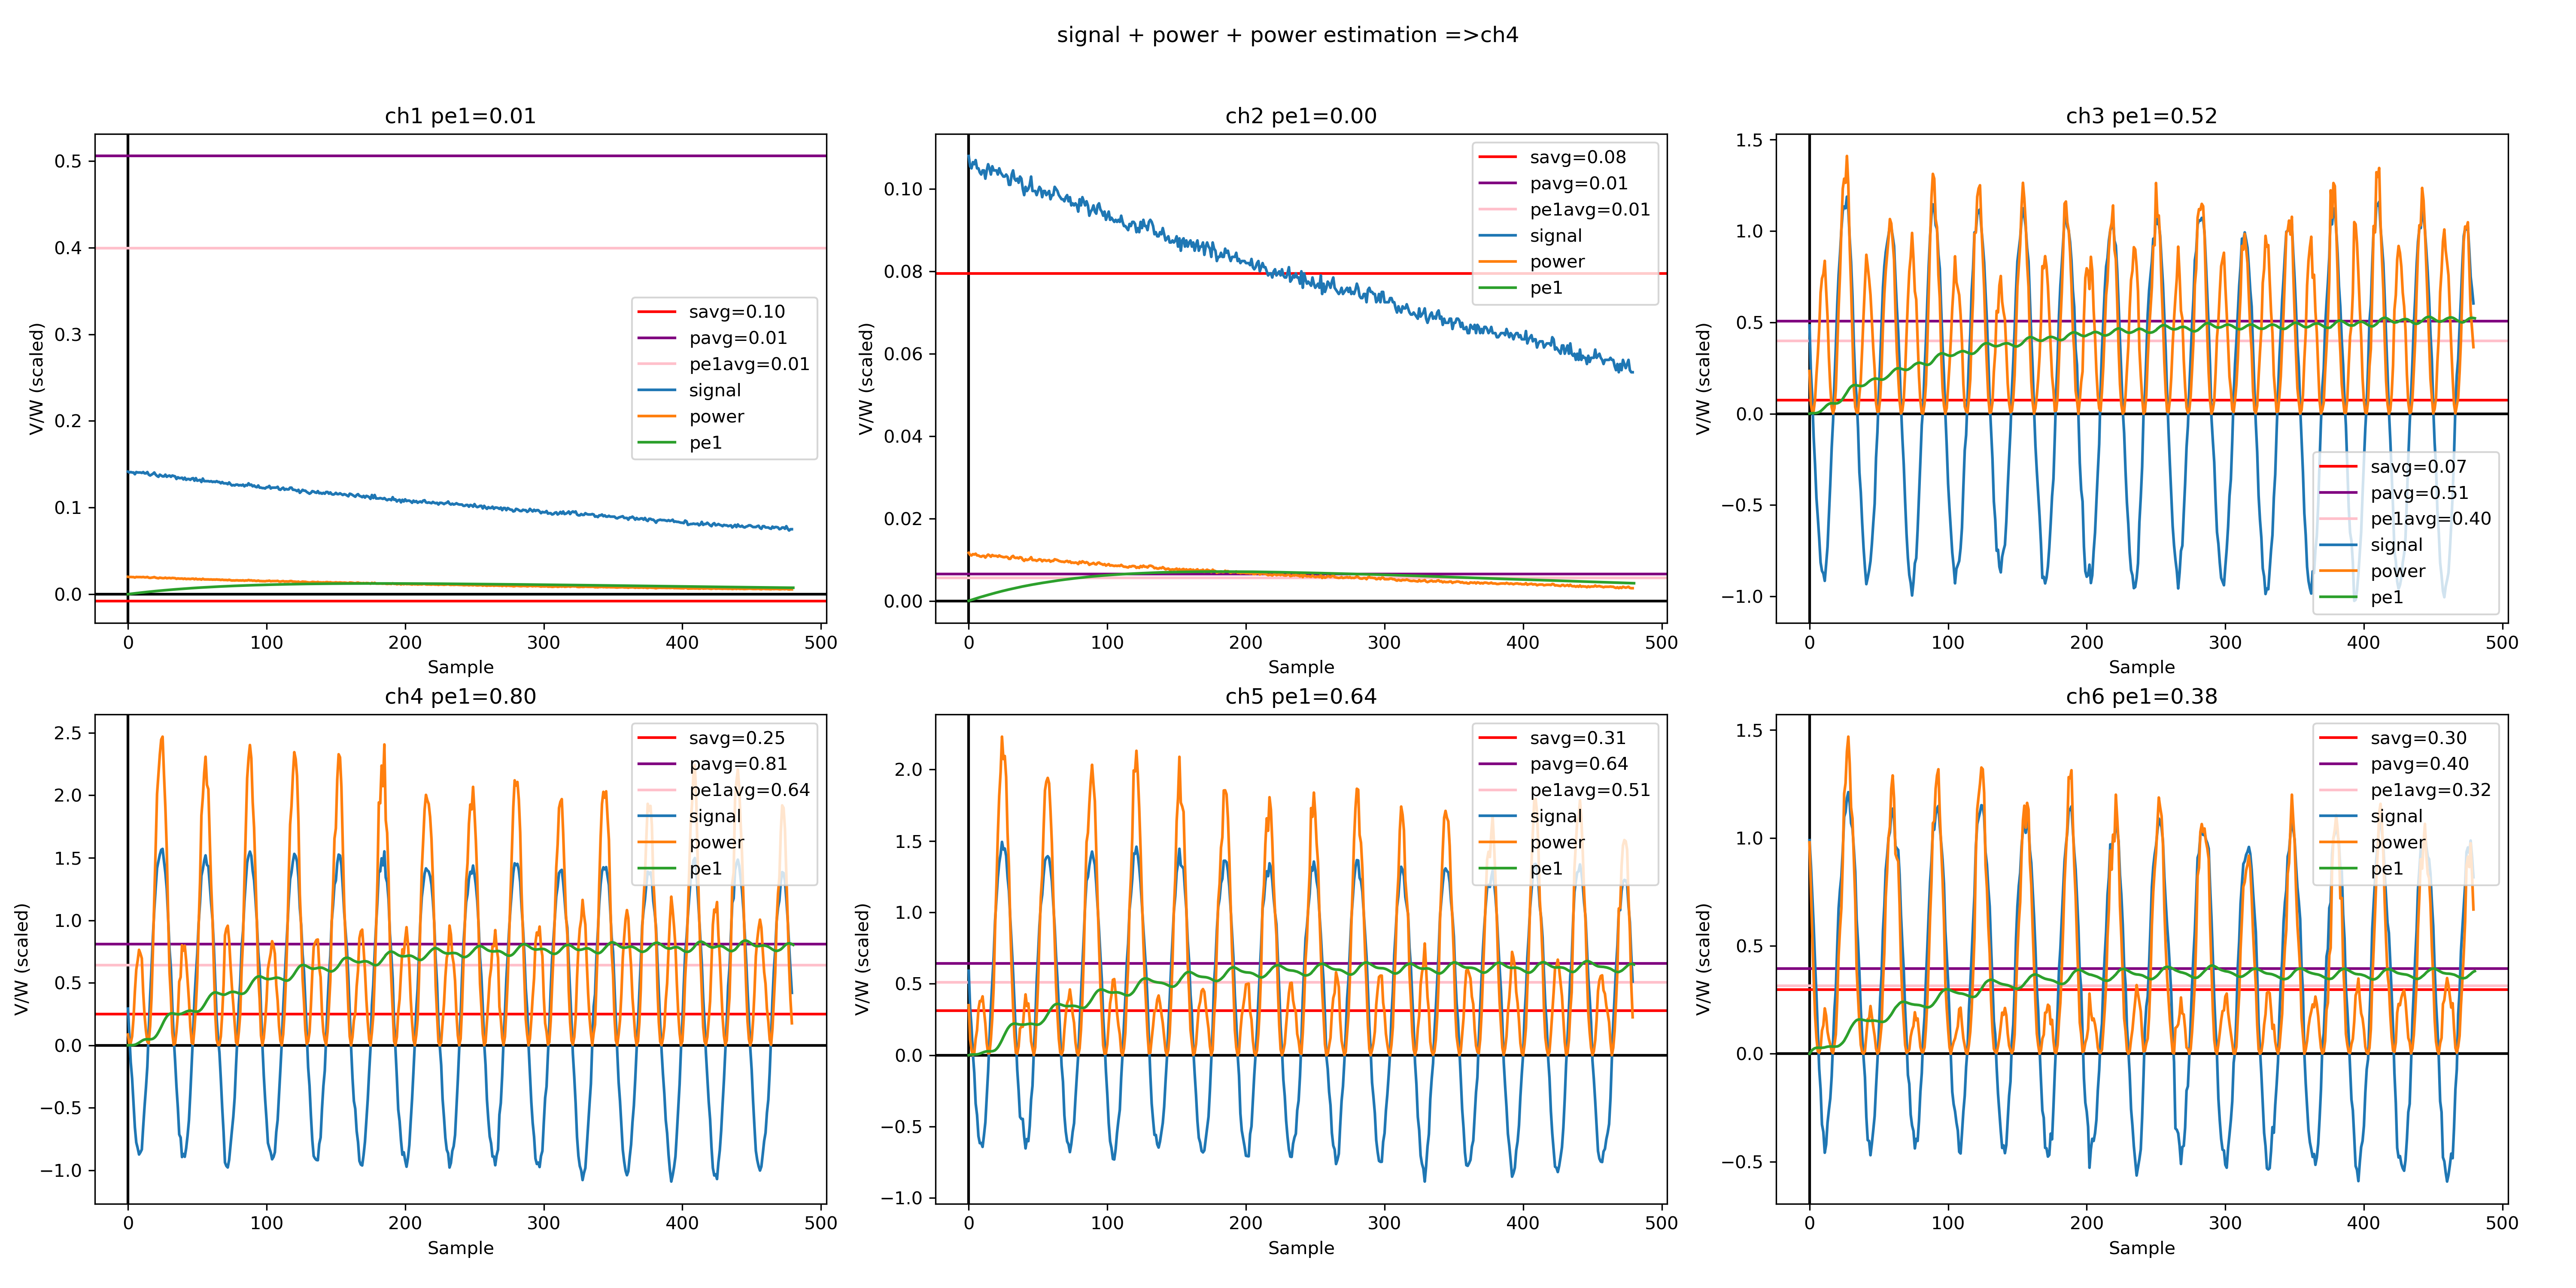 signal + power + power estimation =>ch4
ch1 pe1=0.01
V/W (scaled)
0.5
0.4
0.3
0.2
0.1
0.0
savg=0.10
pavg=0.01
pe1avg=0.01
signal
power
pe1
0 100 200 300 400 500
Sample
ch2 pe1=0.00
V/W (scaled)
0.10
0.08
0.06
0.04
0.02
0.00
savg=0.08
pavg=0.01
pe1avg=0.01
signal
power
pe1
0 100 200 300 400 500
Sample
ch3 pe1=0.52
V/W (scaled)
1.5
1.0
0.5
0.0
−0.5
−1.0
savg=0.07
pavg=0.51
pe1avg=0.40
signal
power
pe1
0 100 200 300 400 500
Sample
ch4 pe1=0.80
V/W (scaled)
2.5
2.0
1.5
1.0
0.5
0.0
−0.5
−1.0
savg=0.25
pavg=0.81
pe1avg=0.64
signal
power
pe1
0 100 200 300 400 500
Sample
ch5 pe1=0.64
V/W (scaled)
2.0
1.5
1.0
0.5
0.0
−0.5
−1.0
savg=0.31
pavg=0.64
pe1avg=0.51
signal
power
pe1
0 100 200 300 400 500
Sample
ch6 pe1=0.38
V/W (scaled)
1.5
1.0
0.5
0.0
−0.5
savg=0.30
pavg=0.40
pe1avg=0.32
signal
power
pe1
0 100 200 300 400 500
Sample